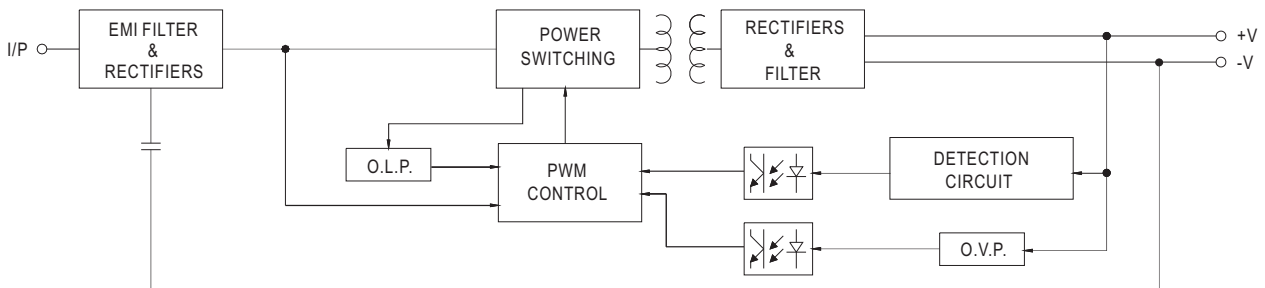 I/P
EMI FILTER
&
RECTIFIERS
POWER
SWITCHING
RECTIFIERS
&
FILTER
+V
-V
O.L.P.
PWM
CONTROL
DETECTION
CIRCUIT
O.V.P.